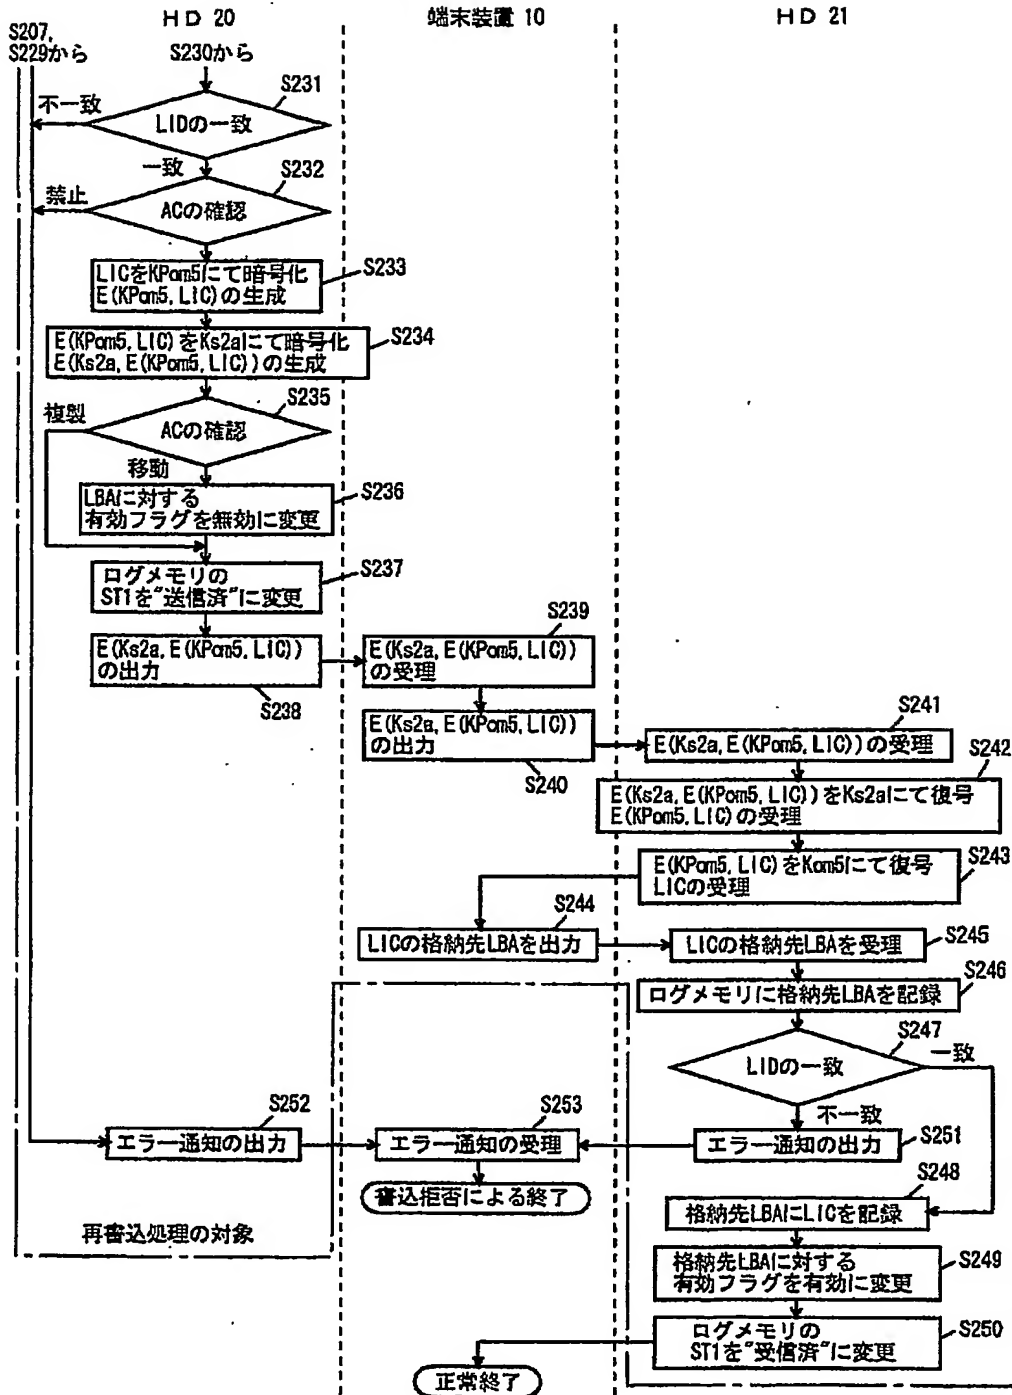 HD 20
端末装置 10
HD 21
S207,
S229から
S230から
S231
不一致
LIDの一致
一致
S232
禁止
ACの確認
S233
LICをKPom5にて暗号化
E(KPom5, LIC)の生成
S234
E(KPom5, LIC)をKs2aにて暗号化
E(Ks2a, E(KPom5, LIC))の生成
S235
複製
ACの確認
移動
S236
LBAに対する
有効フラグを無効に変更
S237
ログメモリの
ST1を"送信済"に変更
S238
E(Ks2a, E(KPom5, LIC))
の出力
S239
E(Ks2a, E(KPom5, LIC))
の受理
S240
E(Ks2a, E(KPom5, LIC))
の出力
S241
E(Ks2a, E(KPom5, LIC))の受理
S242
E(Ks2a, E(KPom5, LIC))をKs2aにて復号
E(KPom5, LIC)の受理
S243
E(KPom5, LIC)をKom5にて復号
LICの受理
S244
LICの格納先LBAを出力
S245
LICの格納先LBAを受理
S246
ログメモリに格納先LBAを記録
S247
LIDの一致
一致
不一致
S252
エラー通知の出力
S253
エラー通知の受理
S251
エラー通知の出力
書込拒否による終了
S248
格納先LBAにLICを記録
再書込処理の対象
S249
格納先LBAに対する
有効フラグを有効に変更
S250
ログメモリの
ST1を"受信済"に変更
正常終了